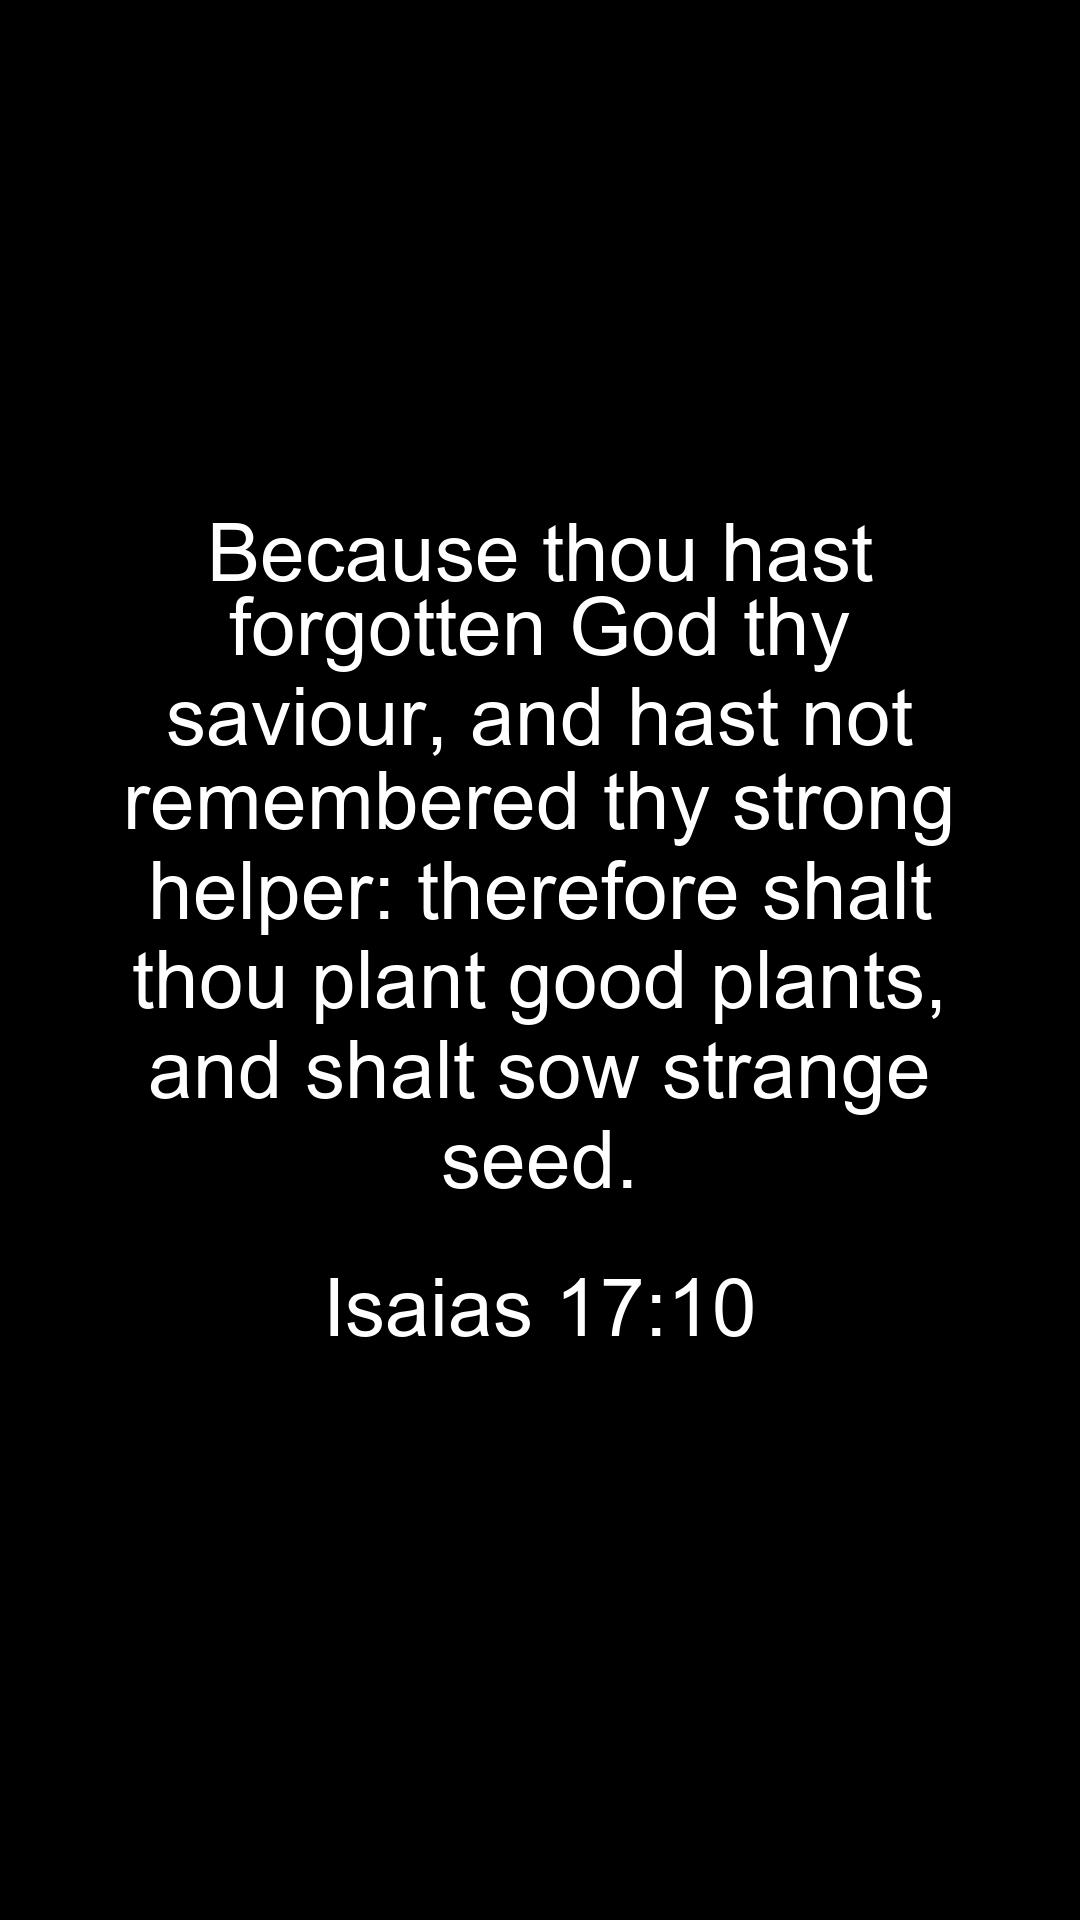 Because thou hast
forgotten God thy
saviour, and hast not
remembered thy strong
helper: therefore shalt
thou plant good plants,
and shalt sow strange
seed.
Isaias 17:10